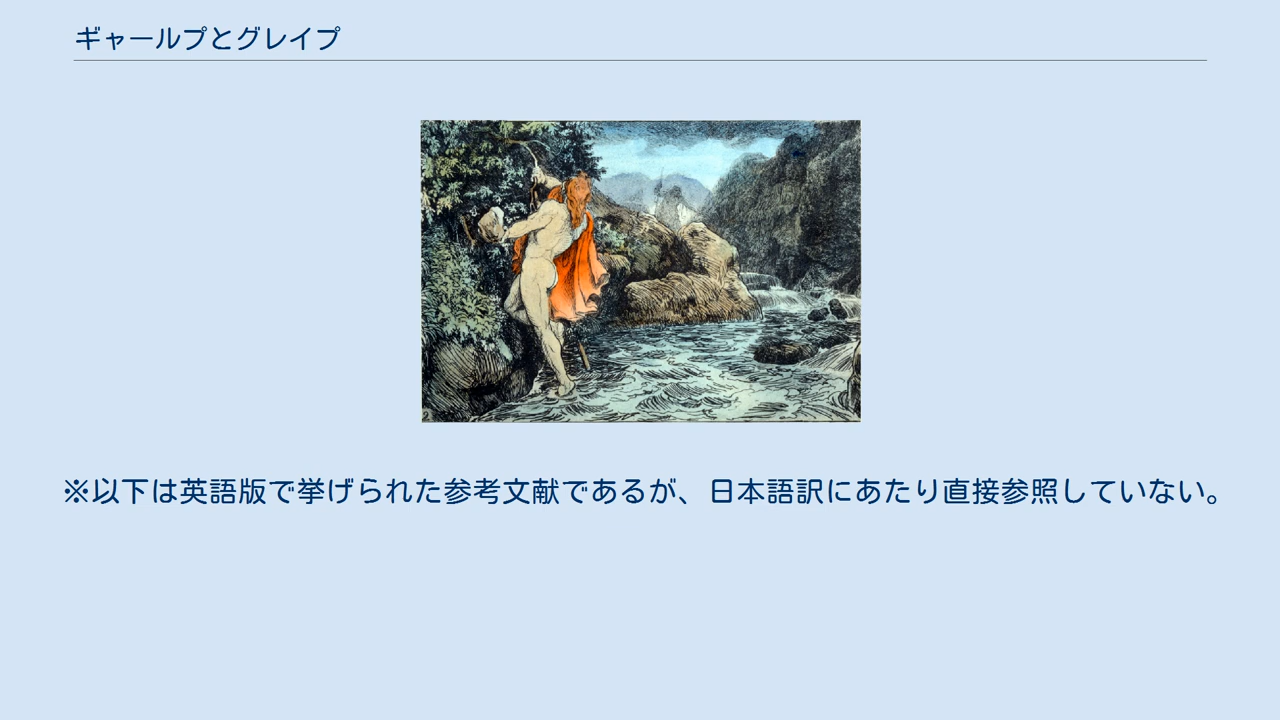 ギャールプとグレイプ
※以下は英語版で挙げられた参考文献であるが、日本語訳にあたり直接参照していない。